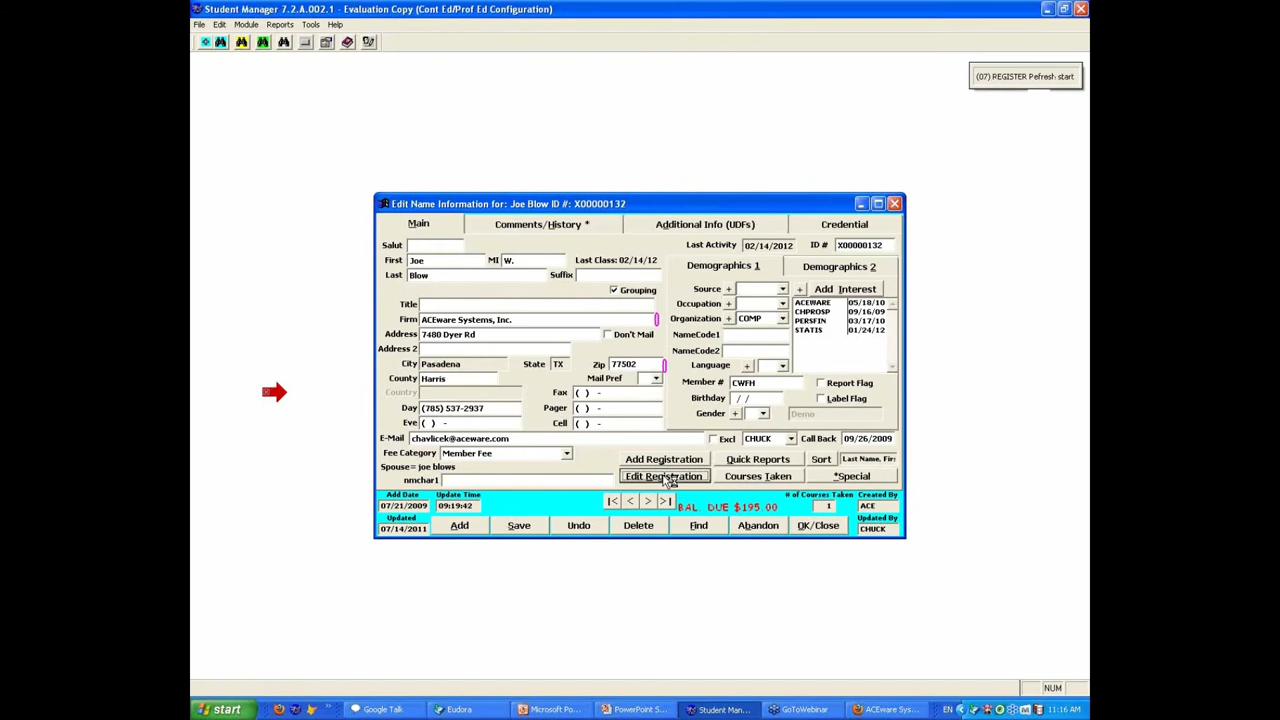 Student Manager 7.2.A.002.1 - Evaluation Copy (Cont Ed/Prof Ed Configuration)
File Edit Module Reports Tools Help
(07) REGISTER Refresh start
Edit Name Information for: Joe Blow ID #: X00000132
Main Comments/History * Additional Info (UDFs) Credential
Salut Last Activity 02/14/2012 ID # X00000132
First Joe MI W. Last Class: 02/14/12 Demographics 1 Demographics 2
Last Blow Suffix
Grouping Source + + Add Interest
Title Occupation + ACEWARE 05/18/10
Firm ACEware Systems, Inc. Organization + COMP CHPROSP 09/16/09
Address 7480 Dyer Rd Don't Mail NameCode1 PERSFIN 03/17/10
Address 2 NameCode2 STATIS 01/24/12
City Pasadena State TX Zip 77502 Language +
County Harris Mail Pref Member # CWFH Report Flag
Country Fax ( ) - Birthday / / Label Flag
Day (785) 537-2937 Pager ( ) - Gender + Demo
Eve ( ) - Cell ( ) -
E-Mail chavlicek@aceware.com Excl CHUCK Call Back 09/26/2009
Fee Category Member Fee Add Registration Quick Reports Sort Last Name, Firs
Spouse= joe blows
nmchar1 Edit Registration Courses Taken *Special
Add Date Update Time |< < > >| # of Courses Taken Created By
07/21/2009 09:19:42 BAL. DUE $195.00 1 ACE
Updated Add Save Undo Delete Find Abandon OK/Close Updated By
07/14/2011 CHUCK
NUM
start Google Talk Eudora Microsoft Po... PowerPoint S... Student Man... GoToWebinar ACEware Sys... EN 11:16 AM